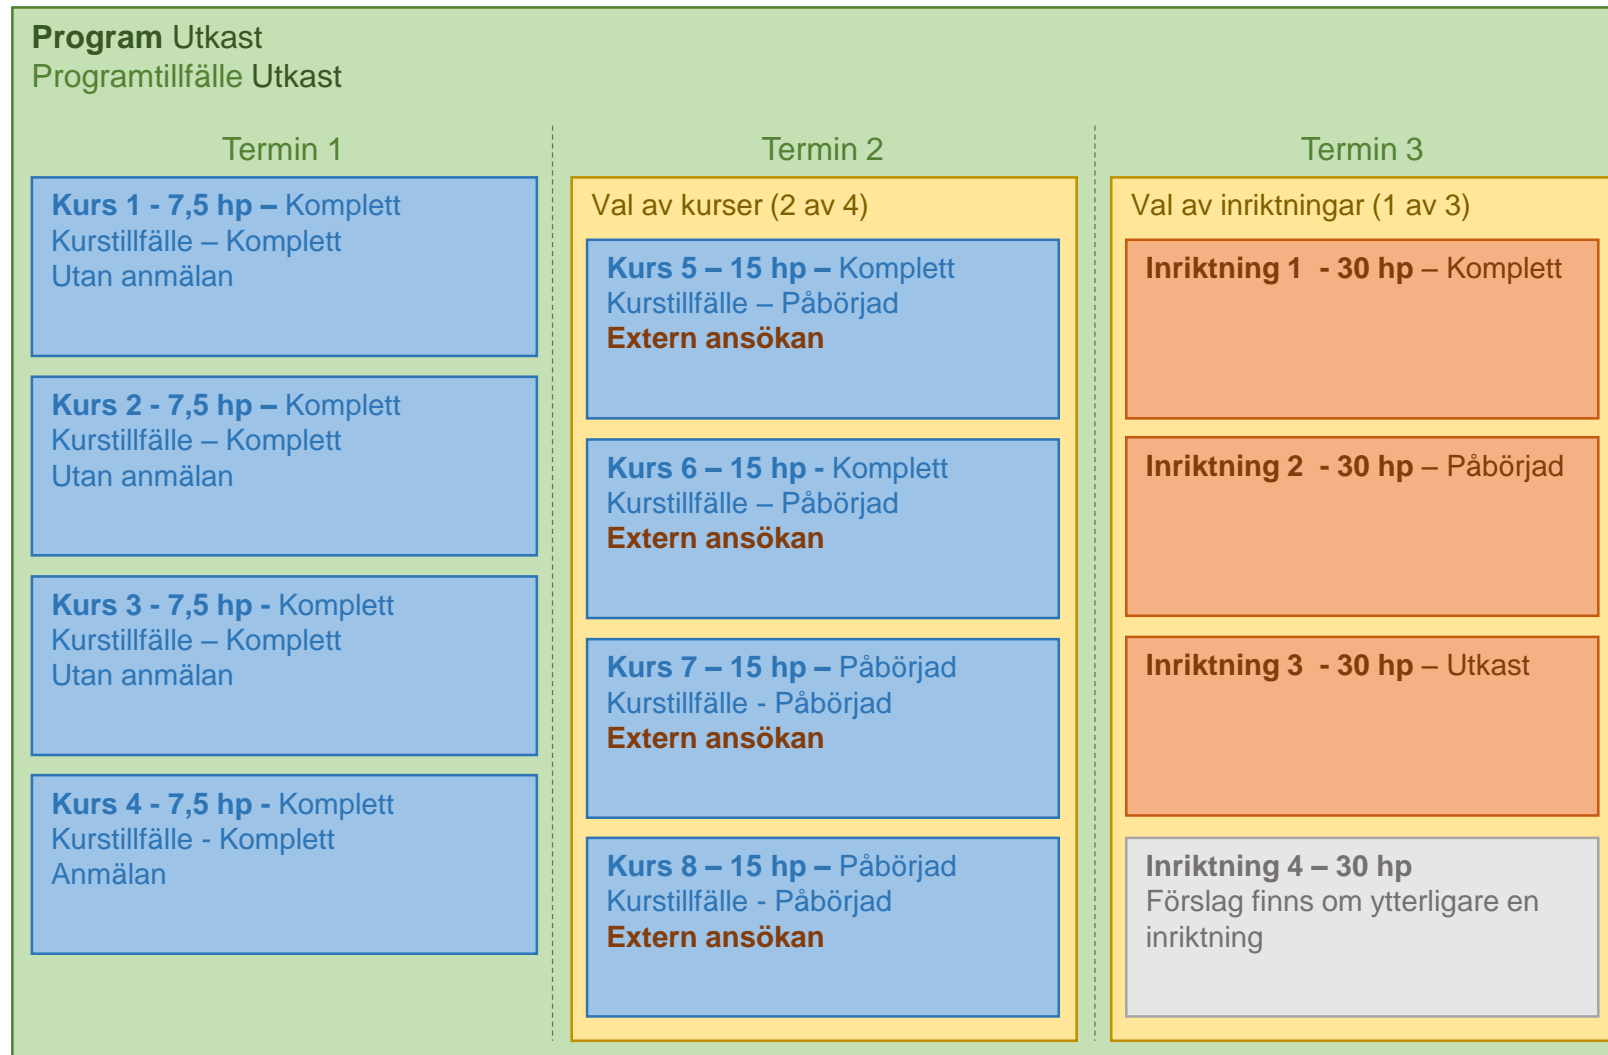 Program Utkast
Programtillfälle Utkast
Termin 1
Kurs 1 - 7,5 hp – Komplett
Kurstillfälle – Komplett
Utan anmälan
Kurs 2 - 7,5 hp – Komplett
Kurstillfälle – Komplett
Utan anmälan
Kurs 3 - 7,5 hp - Komplett
Kurstillfälle – Komplett
Utan anmälan
Kurs 4 - 7,5 hp - Komplett
Kurstillfälle - Komplett
Anmälan
Termin 2
Val av kurser (2 av 4)
Kurs 5 – 15 hp – Komplett
Kurstillfälle – Påbörjad
Extern ansökan
Kurs 6 – 15 hp - Komplett
Kurstillfälle – Påbörjad
Extern ansökan
Kurs 7 – 15 hp – Påbörjad
Kurstillfälle - Påbörjad
Extern ansökan
Kurs 8 – 15 hp – Påbörjad
Kurstillfälle - Påbörjad
Extern ansökan
Termin 3
Val av inriktningar (1 av 3)
Inriktning 1 - 30 hp – Komplett
Inriktning 2 - 30 hp – Påbörjad
Inriktning 3 - 30 hp – Utkast
Inriktning 4 – 30 hp
Förslag finns om ytterligare en
inriktning